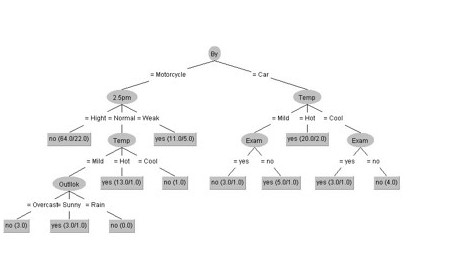 By
= Motorcycle = Car
2.5pm Temp
= Hight = Normal = Weak = Mild = Hot = Cool
no (64.0/22.0) Temp yes (11.0/5.0) Exam yes (20.0/2.0) Exam
= Mild = Hot = Cool = yes = no = yes = no
Outllok yes (13.0/1.0) no (1.0) no (3.0/1.0) yes (5.0/1.0) yes (3.0/1.0) no (4.0)
= Overcast = Sunny = Rain
no (3.0) yes (3.0/1.0) no (0.0)